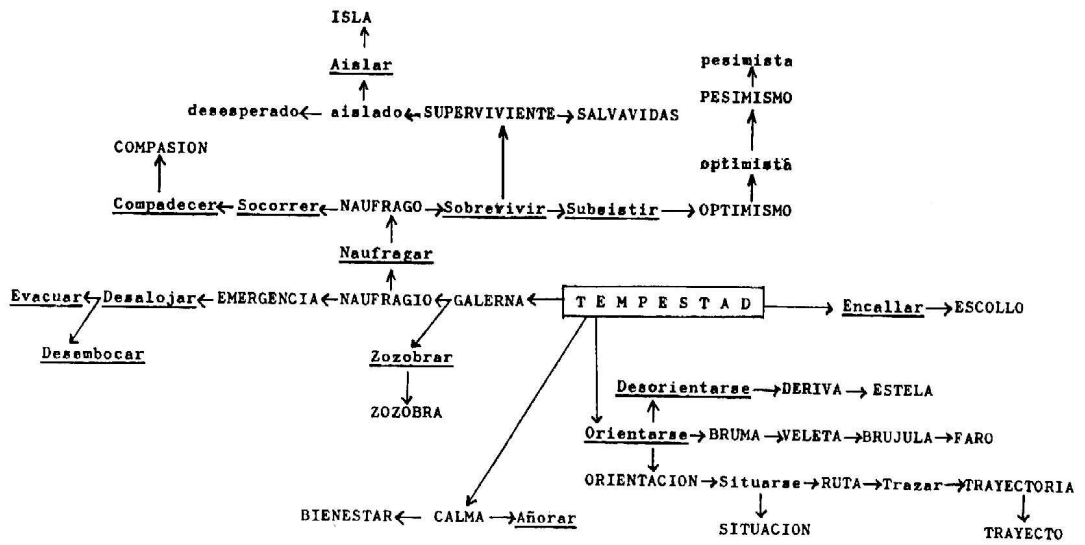 ISLA
Aislar
pesimista
desesperado aislado SUPERVIVIENTE SALVAVIDAS PESIMISMO
COMPASION
optimista
Compadecer Socorrer NAUFRAGO Sobrevivir Subsistir OPTIMISMO
Naufragar
Evacuar Desalojar EMERGENCIA NAUFRAGIO GALERNA TEMPESTAD Encallar ESCOLLO
Desembocar Zozobrar
ZOZOBRA
Desorientarse DERIVA ESTELA
Orientarse BRUMA VELETA BRUJULA FARO
ORIENTACION Situarse RUTA Trazar TRAYECTORIA
BIENESTAR CALMA Añorar
SITUACION TRAYECTO